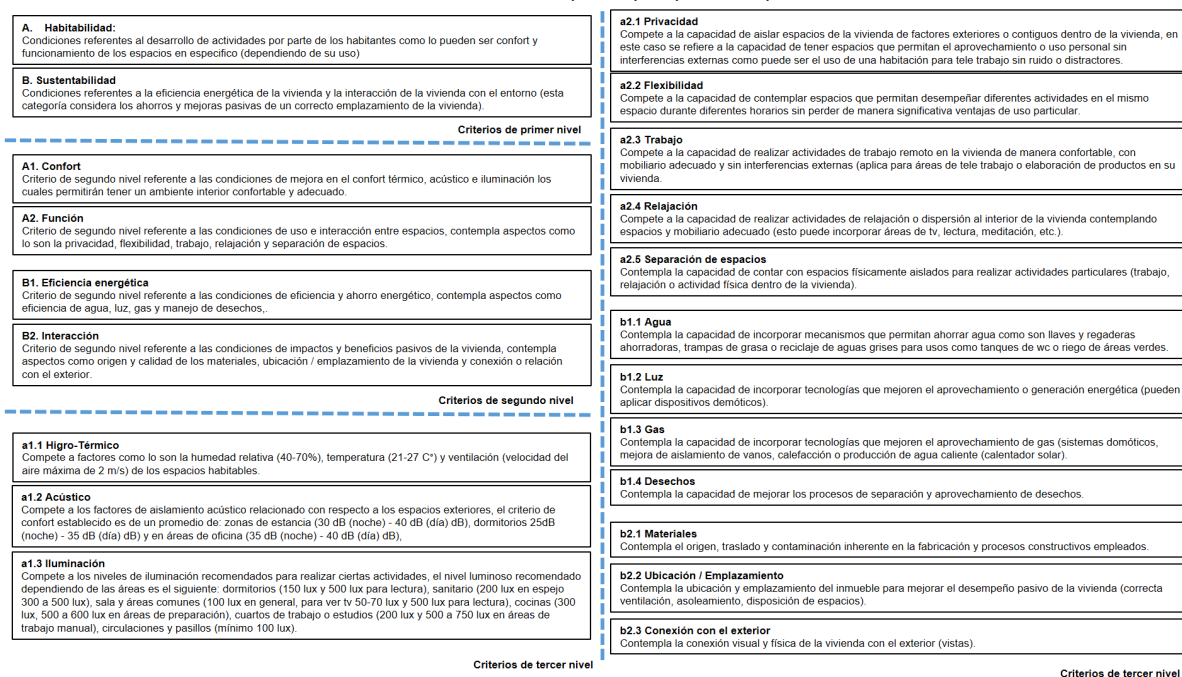 A. Habitabilidad:
Condiciones referentes al desarrollo de actividades por parte de los habitantes como lo pueden ser confort y
funcionamiento de los espacios en especifico (dependiendo de su uso)
B. Sustentabilidad
Condiciones referentes a la eficiencia energética de la vivienda y la interacción de la vivienda con el entorno (esta
categoría considera los ahorros y mejoras pasivas de un correcto emplazamiento de la vivienda).
Criterios de primer nivel
A1. Confort
Criterio de segundo nivel referente a las condiciones de mejora en el confort térmico, acústico e iluminación los
cuales permitirán tener un ambiente interior confortable y adecuado.
A2. Función
Criterio de segundo nivel referente a las condiciones de uso e interacción entre espacios, contempla aspectos como
lo son la privacidad, flexibilidad, trabajo, relajación y separación de espacios.
B1. Eficiencia energética
Criterio de segundo nivel referente a las condiciones de eficiencia y ahorro energético, contempla aspectos como
eficiencia de agua, luz, gas y manejo de desechos,.
B2. Interacción
Criterio de segundo nivel referente a las condiciones de impactos y beneficios pasivos de la vivienda, contempla
aspectos como origen y calidad de los materiales, ubicación / emplazamiento de la vivienda y conexión o relación
con el exterior.
Criterios de segundo nivel
a1.1 Higro-Térmico
Compete a factores como lo son la humedad relativa (40-70%), temperatura (21-27 C°) y ventilación (velocidad del
aire máxima de 2 m/s) de los espacios habitables.
a1.2 Acústico
Compete a los factores de aislamiento acústico relacionado con respecto a los espacios exteriores, el criterio de
confort establecido es de un promedio de: zonas de estancia (30 dB (noche) - 40 dB (día) dB), dormitorios 25dB
(noche) - 35 dB (día) dB) y en áreas de oficina (35 dB (noche) - 40 dB (día) dB),
a1.3 Iluminación
Compete a los niveles de iluminación recomendados para realizar ciertas actividades, el nivel luminoso recomendado
dependiendo de las áreas es el siguiente: dormitorios (150 lux y 500 lux para lectura), sanitario (200 lux en espejo
300 a 500 lux), sala y áreas comunes (100 lux en general, para ver tv 50-70 lux y 500 lux para lectura), cocinas (300
lux, 500 a 600 lux en áreas de preparación), cuartos de trabajo o estudios (200 lux y 500 a 750 lux en áreas de
trabajo manual), circulaciones y pasillos (mínimo 100 lux).
Criterios de tercer nivel
a2.1 Privacidad
Compete a la capacidad de aislar espacios de la vivienda de factores exteriores o contiguos dentro de la vivienda, en
este caso se refiere a la capacidad de tener espacios que permitan el aprovechamiento o uso personal sin
interferencias externas como puede ser el uso de una habitación para tele trabajo sin ruido o distractores.
a2.2 Flexibilidad
Compete a la capacidad de contemplar espacios que permitan desempeñar diferentes actividades en el mismo
espacio durante diferentes horarios sin perder de manera significativa ventajas de uso particular.
a2.3 Trabajo
Compete a la capacidad de realizar actividades de trabajo remoto en la vivienda de manera confortable, con
mobiliario adecuado y sin interferencias externas (aplica para áreas de tele trabajo o elaboración de productos en su
vivienda.
a2.4 Relajación
Compete a la capacidad de realizar actividades de relajación o dispersión al interior de la vivienda contemplando
espacios y mobiliario adecuado (esto puede incorporar áreas de tv, lectura, meditación, etc.).
a2.5 Separación de espacios
Contempla la capacidad de contar con espacios físicamente aislados para realizar actividades particulares (trabajo,
relajación o actividad física dentro de la vivienda).
b1.1 Agua
Contempla la capacidad de incorporar mecanismos que permitan ahorrar agua como son llaves y regaderas
ahorradoras, trampas de grasa o reciclaje de aguas grises para usos como tanques de wc o riego de áreas verdes.
b1.2 Luz
Contempla la capacidad de incorporar tecnologías que mejoren el aprovechamiento o generación energética (pueden
aplicar dispositivos demóticos).
b1.3 Gas
Contempla la capacidad de incorporar tecnologías que mejoren el aprovechamiento de gas (sistemas domóticos,
mejora de aislamiento de vanos, calefacción o producción de agua caliente (calentador solar).
b1.4 Desechos
Contempla la capacidad de mejorar los procesos de separación y aprovechamiento de desechos.
b2.1 Materiales
Contempla el origen, traslado y contaminación inherente en la fabricación y procesos constructivos empleados.
b2.2 Ubicación / Emplazamiento
Contempla la ubicación y emplazamiento del inmueble para mejorar el desempeño pasivo de la vivienda (correcta
ventilación, asoleamiento, disposición de espacios).
b2.3 Conexión con el exterior
Contempla la conexión visual y física de la vivienda con el exterior (vistas).
Criterios de tercer nivel